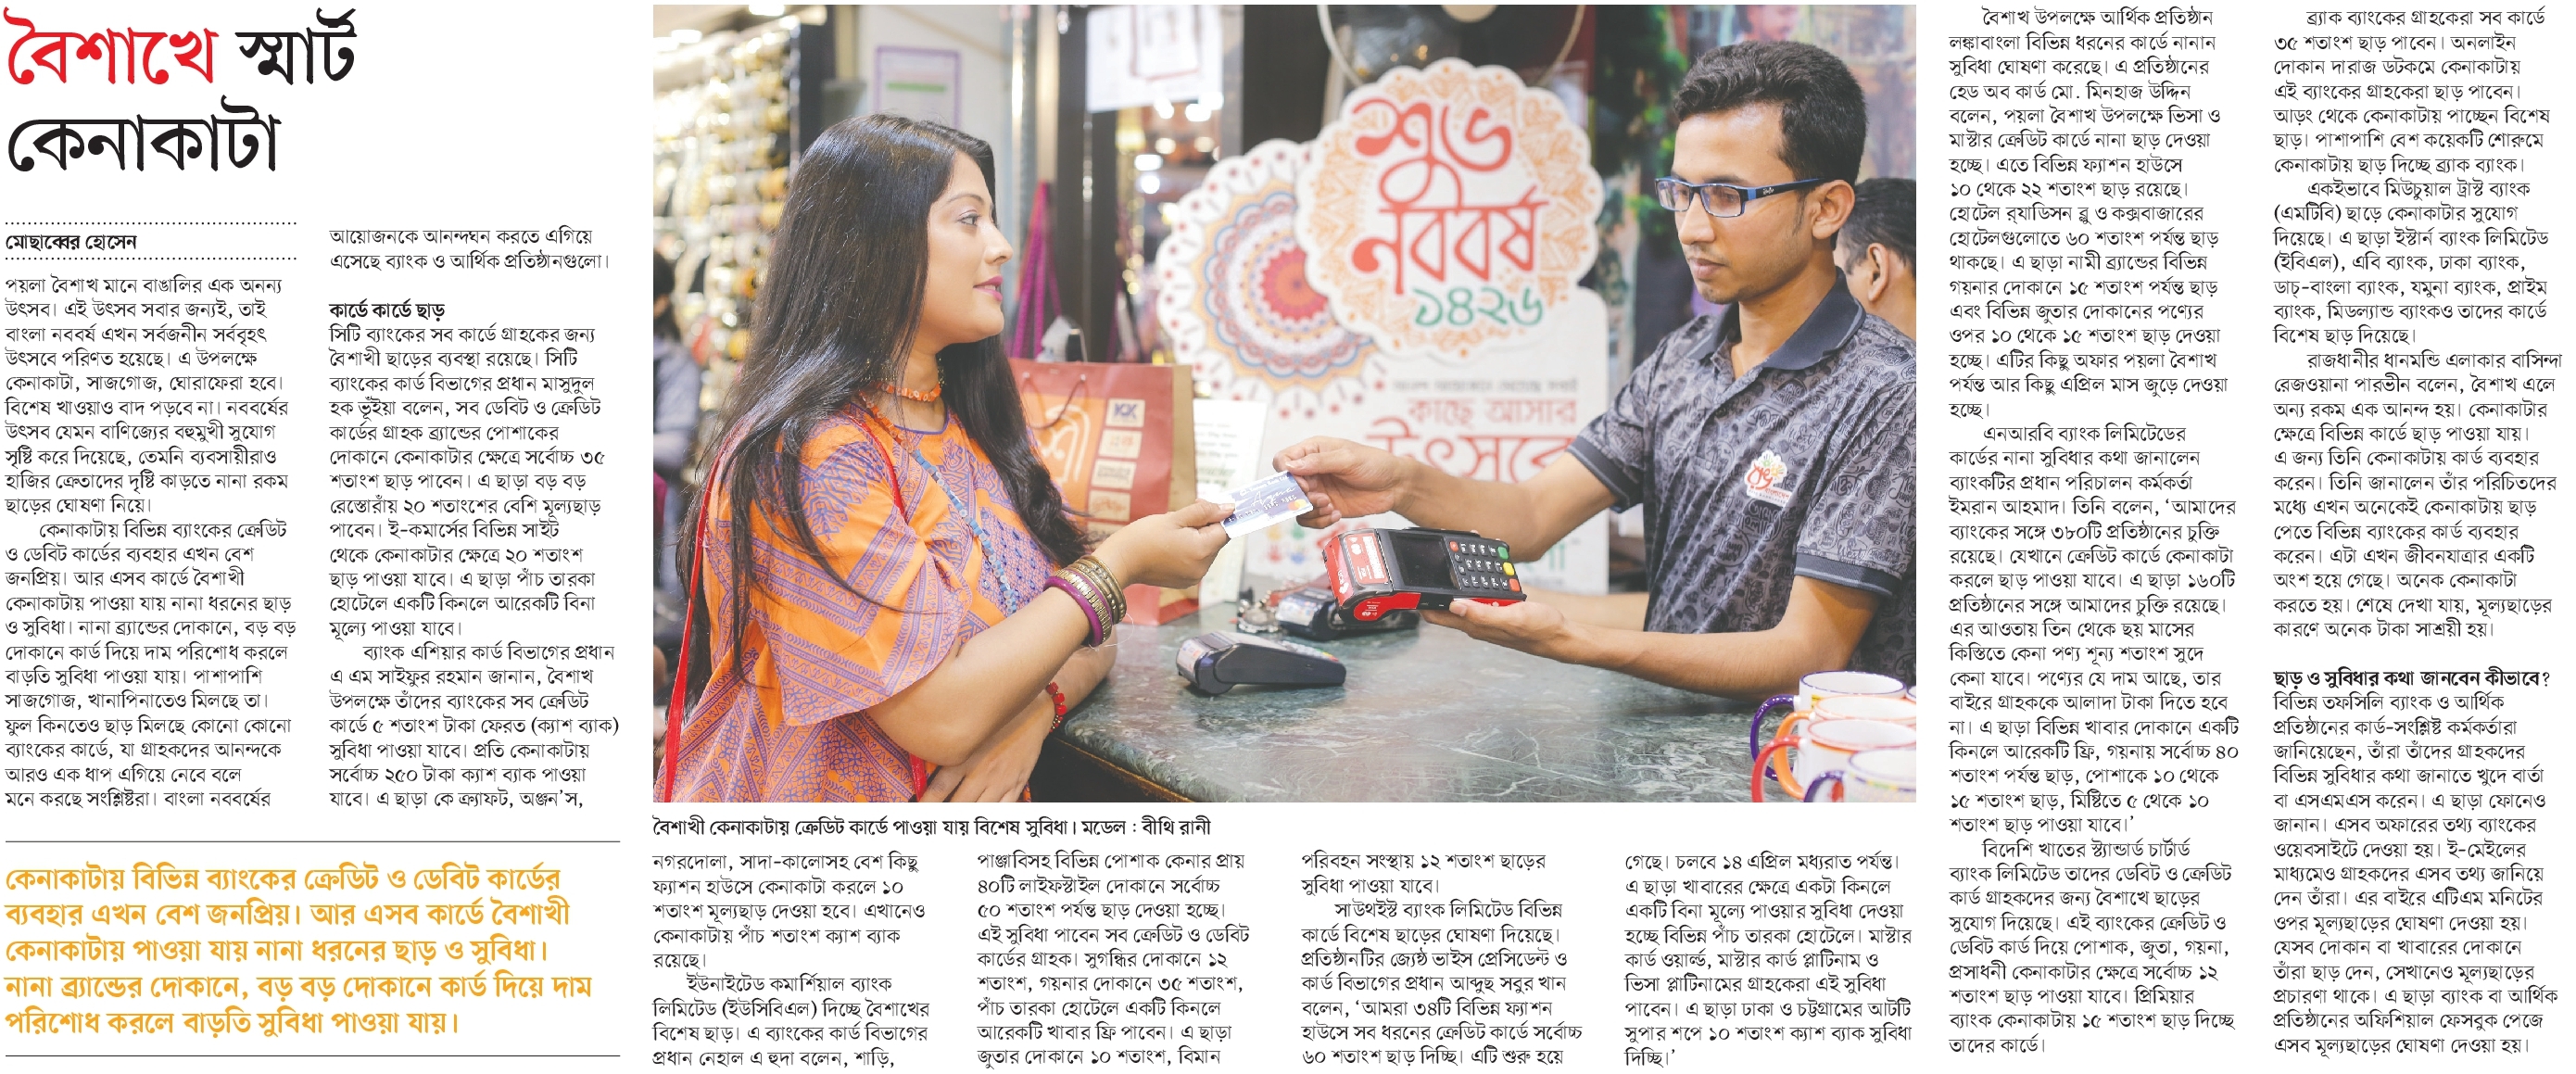 বৈশাখে স্মার্ট
কেনাকাটা
মোছাব্বের হোসেন
পয়লা বৈশাখ মানে বাঙালির এক অনন্য
উৎসব। এই উৎসব সবার জন্যই, তাই
বাংলা নববর্ষ এখন সর্বজনীন সর্ববৃহৎ
উৎসবে পরিণত হয়েছে। এ উপলক্ষে
কেনাকাটা, সাজগোজ, ঘোরাফেরা হবে।
বিশেষ খাওয়াও বাদ পড়বে না। নববর্ষের
উৎসব যেমন বাণিজ্যের বহুমুখী সুযোগ
সৃষ্টি করে দিয়েছে, তেমনি ব্যবসায়ীরাও
হাজির ক্রেতাদের দৃষ্টি কাড়তে নানা রকম
ছাড়ের ঘোষণা নিয়ে।
কেনাকাটায় বিভিন্ন ব্যাংকের ক্রেডিট
ও ডেবিট কার্ডের ব্যবহার এখন বেশ
জনপ্রিয়। আর এসব কার্ডে বৈশাখী
কেনাকাটায় পাওয়া যায় নানা ধরনের ছাড়
ও সুবিধা। নানা ব্র্যান্ডের দোকানে, বড় বড়
দোকানে কার্ড দিয়ে দাম পরিশোধ করলে
বাড়তি সুবিধা পাওয়া যায়। পাশাপাশি
সাজগোজ, খানাপিনাতেও মিলছে তা।
ফুল কিনতেও ছাড় মিলছে কোনো কোনো
ব্যাংকের কার্ডে, যা গ্রাহকদের আনন্দকে
আরও এক ধাপ এগিয়ে নেবে বলে
মনে করছে সংশ্লিষ্টরা। বাংলা নববর্ষের
আয়োজনকে আনন্দঘন করতে এগিয়ে
এসেছে ব্যাংক ও আর্থিক প্রতিষ্ঠানগুলো।
কার্ডে কার্ডে ছাড়
সিটি ব্যাংকের সব কার্ডে গ্রাহকের জন্য
বৈশাখী ছাড়ের ব্যবস্থা রয়েছে। সিটি
ব্যাংকের কার্ড বিভাগের প্রধান মাসুদুল
হক ভূঁইয়া বলেন, সব ডেবিট ও ক্রেডিট
কার্ডের গ্রাহক ব্র্যান্ডের পোশাকের
দোকানে কেনাকাটার ক্ষেত্রে সর্বোচ্চ ৩৫
শতাংশ ছাড় পাবেন। এ ছাড়া বড় বড়
রেস্তোরাঁয় ২০ শতাংশের বেশি মূল্যছাড়
পাবেন। ই-কমার্সের বিভিন্ন সাইট
থেকে কেনাকাটার ক্ষেত্রে ২০ শতাংশ
ছাড় পাওয়া যাবে। এ ছাড়া পাঁচ তারকা
হোটেলে একটি কিনলে আরেকটি বিনা
মূল্যে পাওয়া যাবে।
ব্যাংক এশিয়ার কার্ড বিভাগের প্রধান
এ এম সাইফুর রহমান জানান, বৈশাখ
উপলক্ষে তাঁদের ব্যাংকের সব ক্রেডিট
কার্ডে ৫ শতাংশ টাকা ফেরত (ক্যাশ ব্যাক)
সুবিধা পাওয়া যাবে। প্রতি কেনাকাটায়
সর্বোচ্চ ২৫০ টাকা ক্যাশ ব্যাক পাওয়া
যাবে। এ ছাড়া কে ক্র্যাফট, অঞ্জন’স,
কেনাকাটায় বিভিন্ন ব্যাংকের ক্রেডিট ও ডেবিট কার্ডের
ব্যবহার এখন বেশ জনপ্রিয়। আর এসব কার্ডে বৈশাখী
কেনাকাটায় পাওয়া যায় নানা ধরনের ছাড় ও সুবিধা।
নানা ব্র্যান্ডের দোকানে, বড় বড় দোকানে কার্ড দিয়ে দাম
পরিশোধ করলে বাড়তি সুবিধা পাওয়া যায়।
শুভ
নববর্ষ
১৪২৬
কাছে আসার
উৎসবে
বৈশাখী কেনাকাটায় ক্রেডিট কার্ডে পাওয়া যায় বিশেষ সুবিধা। মডেল : বীথি রানী
নগরদোলা, সাদা-কালোসহ বেশ কিছু
ফ্যাশন হাউসে কেনাকাটা করলে ১০
শতাংশ মূল্যছাড় দেওয়া হবে। এখানেও
কেনাকাটায় পাঁচ শতাংশ ক্যাশ ব্যাক
রয়েছে।
ইউনাইটেড কমার্শিয়াল ব্যাংক
লিমিটেড (ইউসিবিএল) দিচ্ছে বৈশাখের
বিশেষ ছাড়। এ ব্যাংকের কার্ড বিভাগের
প্রধান নেহাল এ হুদা বলেন, শাড়ি,
পাঞ্জাবিসহ বিভিন্ন পোশাক কেনার প্রায়
৪০টি লাইফস্টাইল দোকানে সর্বোচ্চ
৫০ শতাংশ পর্যন্ত ছাড় দেওয়া হচ্ছে।
এই সুবিধা পাবেন সব ক্রেডিট ও ডেবিট
কার্ডের গ্রাহক। সুগন্ধির দোকানে ১২
শতাংশ, গয়নার দোকানে ৩৫ শতাংশ,
পাঁচ তারকা হোটেলে একটি কিনলে
আরেকটি খাবার ফ্রি পাবেন। এ ছাড়া
জুতার দোকানে ১০ শতাংশ, বিমান
পরিবহন সংস্থায় ১২ শতাংশ ছাড়ের
সুবিধা পাওয়া যাবে।
সাউথইস্ট ব্যাংক লিমিটেড বিভিন্ন
কার্ডে বিশেষ ছাড়ের ঘোষণা দিয়েছে।
প্রতিষ্ঠানটির জ্যেষ্ঠ ভাইস প্রেসিডেন্ট ও
কার্ড বিভাগের প্রধান আব্দুছ সবুর খান
বলেন, ‘আমরা ৩৪টি বিভিন্ন ফ্যাশন
হাউসে সব ধরনের ক্রেডিট কার্ডে সর্বোচ্চ
৬০ শতাংশ ছাড় দিচ্ছি। এটি শুরু হয়ে
গেছে। চলবে ১৪ এপ্রিল মধ্যরাত পর্যন্ত।
এ ছাড়া খাবারের ক্ষেত্রে একটা কিনলে
একটি বিনা মূল্যে পাওয়ার সুবিধা দেওয়া
হচ্ছে বিভিন্ন পাঁচ তারকা হোটেলে। মাস্টার
কার্ড ওয়ার্ল্ড, মাস্টার কার্ড প্লাটিনাম ও
ভিসা প্লাটিনামের গ্রাহকেরা এই সুবিধা
পাবেন। এ ছাড়া ঢাকা ও চট্টগ্রামের আটটি
সুপার শপে ১০ শতাংশ ক্যাশ ব্যাক সুবিধা
দিচ্ছি।’
বৈশাখ উপলক্ষে আর্থিক প্রতিষ্ঠান
লঙ্কাবাংলা বিভিন্ন ধরনের কার্ডে নানান
সুবিধা ঘোষণা করেছে। এ প্রতিষ্ঠানের
হেড অব কার্ড মো. মিনহাজ উদ্দিন
বলেন, পয়লা বৈশাখ উপলক্ষে ভিসা ও
মাস্টার ক্রেডিট কার্ডে নানা ছাড় দেওয়া
হচ্ছে। এতে বিভিন্ন ফ্যাশন হাউসে
১০ থেকে ২২ শতাংশ ছাড় রয়েছে।
হোটেল র‍্যাডিসন ব্লু ও কক্সবাজারের
হোটেলগুলোতে ৬০ শতাংশ পর্যন্ত ছাড়
থাকছে। এ ছাড়া নামী ব্র্যান্ডের বিভিন্ন
গয়নার দোকানে ১৫ শতাংশ পর্যন্ত ছাড়
এবং বিভিন্ন জুতার দোকানের পণ্যের
ওপর ১০ থেকে ১৫ শতাংশ ছাড় দেওয়া
হচ্ছে। এটির কিছু অফার পয়লা বৈশাখ
পর্যন্ত আর কিছু এপ্রিল মাস জুড়ে দেওয়া
হচ্ছে।
এনআরবি ব্যাংক লিমিটেডের
কার্ডের নানা সুবিধার কথা জানালেন
ব্যাংকটির প্রধান পরিচালন কর্মকর্তা
ইমরান আহমাদ। তিনি বলেন, ‘আমাদের
ব্যাংকের সঙ্গে ৩৮০টি প্রতিষ্ঠানের চুক্তি
রয়েছে। যেখানে ক্রেডিট কার্ডে কেনাকাটা
করলে ছাড় পাওয়া যাবে। এ ছাড়া ১৬০টি
প্রতিষ্ঠানের সঙ্গে আমাদের চুক্তি রয়েছে।
এর আওতায় তিন থেকে ছয় মাসের
কিস্তিতে কেনা পণ্য শূন্য শতাংশ সুদে
কেনা যাবে। পণ্যের যে দাম আছে, তার
বাইরে গ্রাহককে আলাদা টাকা দিতে হবে
না। এ ছাড়া বিভিন্ন খাবার দোকানে একটি
কিনলে আরেকটি ফ্রি, গয়নায় সর্বোচ্চ ৪০
শতাংশ পর্যন্ত ছাড়, পোশাকে ১০ থেকে
১৫ শতাংশ ছাড়, মিষ্টিতে ৫ থেকে ১০
শতাংশ ছাড় পাওয়া যাবে।’
বিদেশি খাতের স্ট্যান্ডার্ড চার্টার্ড
ব্যাংক লিমিটেড তাদের ডেবিট ও ক্রেডিট
কার্ড গ্রাহকদের জন্য বৈশাখে ছাড়ের
সুযোগ দিয়েছে। এই ব্যাংকের ক্রেডিট ও
ডেবিট কার্ড দিয়ে পোশাক, জুতা, গয়না,
প্রসাধনী কেনাকাটার ক্ষেত্রে সর্বোচ্চ ১২
শতাংশ ছাড় পাওয়া যাবে। প্রিমিয়ার
ব্যাংক কেনাকাটায় ১৫ শতাংশ ছাড় দিচ্ছে
তাদের কার্ডে।
ব্র্যাক ব্যাংকের গ্রাহকেরা সব কার্ডে
৩৫ শতাংশ ছাড় পাবেন। অনলাইন
দোকান দারাজ ডটকমে কেনাকাটায়
এই ব্যাংকের গ্রাহকেরা ছাড় পাবেন।
আড়ং থেকে কেনাকাটায় পাচ্ছেন বিশেষ
ছাড়। পাশাপাশি বেশ কয়েকটি শোরুমে
কেনাকাটায় ছাড় দিচ্ছে ব্র্যাক ব্যাংক।
একইভাবে মিউচুয়াল ট্রাস্ট ব্যাংক
(এমটিবি) ছাড়ে কেনাকাটার সুযোগ
দিয়েছে। এ ছাড়া ইস্টার্ন ব্যাংক লিমিটেড
(ইবিএল), এবি ব্যাংক, ঢাকা ব্যাংক,
ডাচ্-বাংলা ব্যাংক, যমুনা ব্যাংক, প্রাইম
ব্যাংক, মিডল্যান্ড ব্যাংকও তাদের কার্ডে
বিশেষ ছাড় দিয়েছে।
রাজধানীর ধানমন্ডি এলাকার বাসিন্দা
রেজওয়ানা পারভীন বলেন, বৈশাখ এলে
অন্য রকম এক আনন্দ হয়। কেনাকাটার
ক্ষেত্রে বিভিন্ন কার্ডে ছাড় পাওয়া যায়।
এ জন্য তিনি কেনাকাটায় কার্ড ব্যবহার
করেন। তিনি জানালেন তাঁর পরিচিতদের
মধ্যে এখন অনেকেই কেনাকাটায় ছাড়
পেতে বিভিন্ন ব্যাংকের কার্ড ব্যবহার
করেন। এটা এখন জীবনযাত্রার একটি
অংশ হয়ে গেছে। অনেক কেনাকাটা
করতে হয়। শেষে দেখা যায়, মূল্যছাড়ের
কারণে অনেক টাকা সাশ্রয়ী হয়।
ছাড় ও সুবিধার কথা জানবেন কীভাবে?
বিভিন্ন তফসিলি ব্যাংক ও আর্থিক
প্রতিষ্ঠানের কার্ড-সংশ্লিষ্ট কর্মকর্তারা
জানিয়েছেন, তাঁরা তাঁদের গ্রাহকদের
বিভিন্ন সুবিধার কথা জানাতে খুদে বার্তা
বা এসএমএস করেন। এ ছাড়া ফোনেও
জানান। এসব অফারের তথ্য ব্যাংকের
ওয়েবসাইটে দেওয়া হয়। ই-মেইলের
মাধ্যমেও গ্রাহকদের এসব তথ্য জানিয়ে
দেন তাঁরা। এর বাইরে এটিএম মনিটের
ওপর মূল্যছাড়ের ঘোষণা দেওয়া হয়।
যেসব দোকান বা খাবারের দোকানে
তাঁরা ছাড় দেন, সেখানেও মূল্যছাড়ের
প্রচারণা থাকে। এ ছাড়া ব্যাংক বা আর্থিক
প্রতিষ্ঠানের অফিশিয়াল ফেসবুক পেজে
এসব মূল্যছাড়ের ঘোষণা দেওয়া হয়।